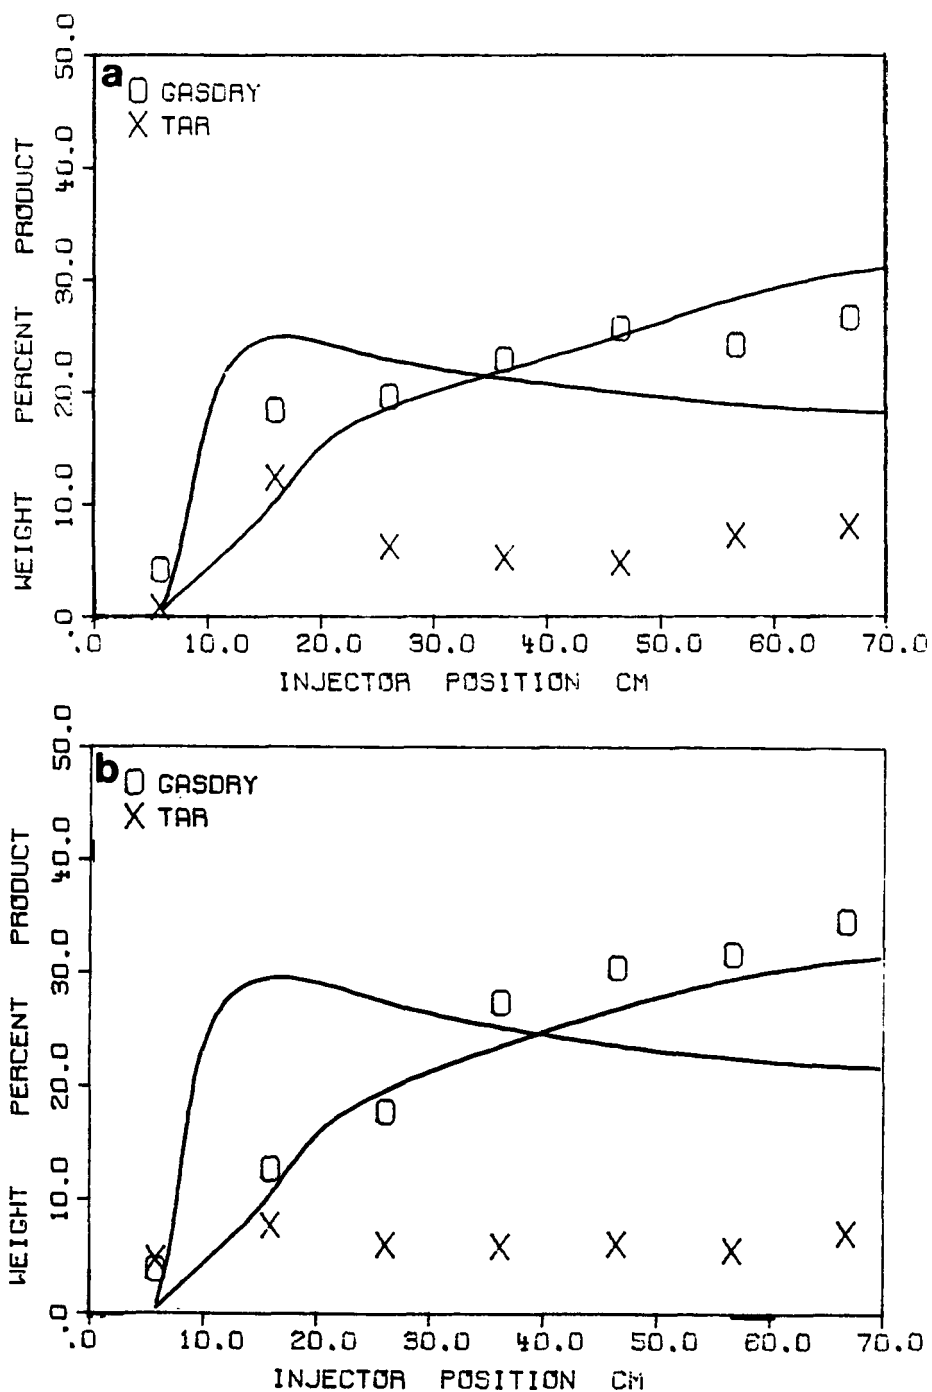 a
GASDRY
TAR
50.0
40.0
30.0
20.0
10.0
.0
WEIGHT PERCENT PRODUCT
.0 10.0 20.0 30.0 40.0 50.0 60.0 70.0
INJECTOR POSITION CM
b
GASDRY
TAR
50.0
40.0
30.0
20.0
10.0
.0
WEIGHT PERCENT PRODUCT
.0 10.0 20.0 30.0 40.0 50.0 60.0 70.0
INJECTOR POSITION CM